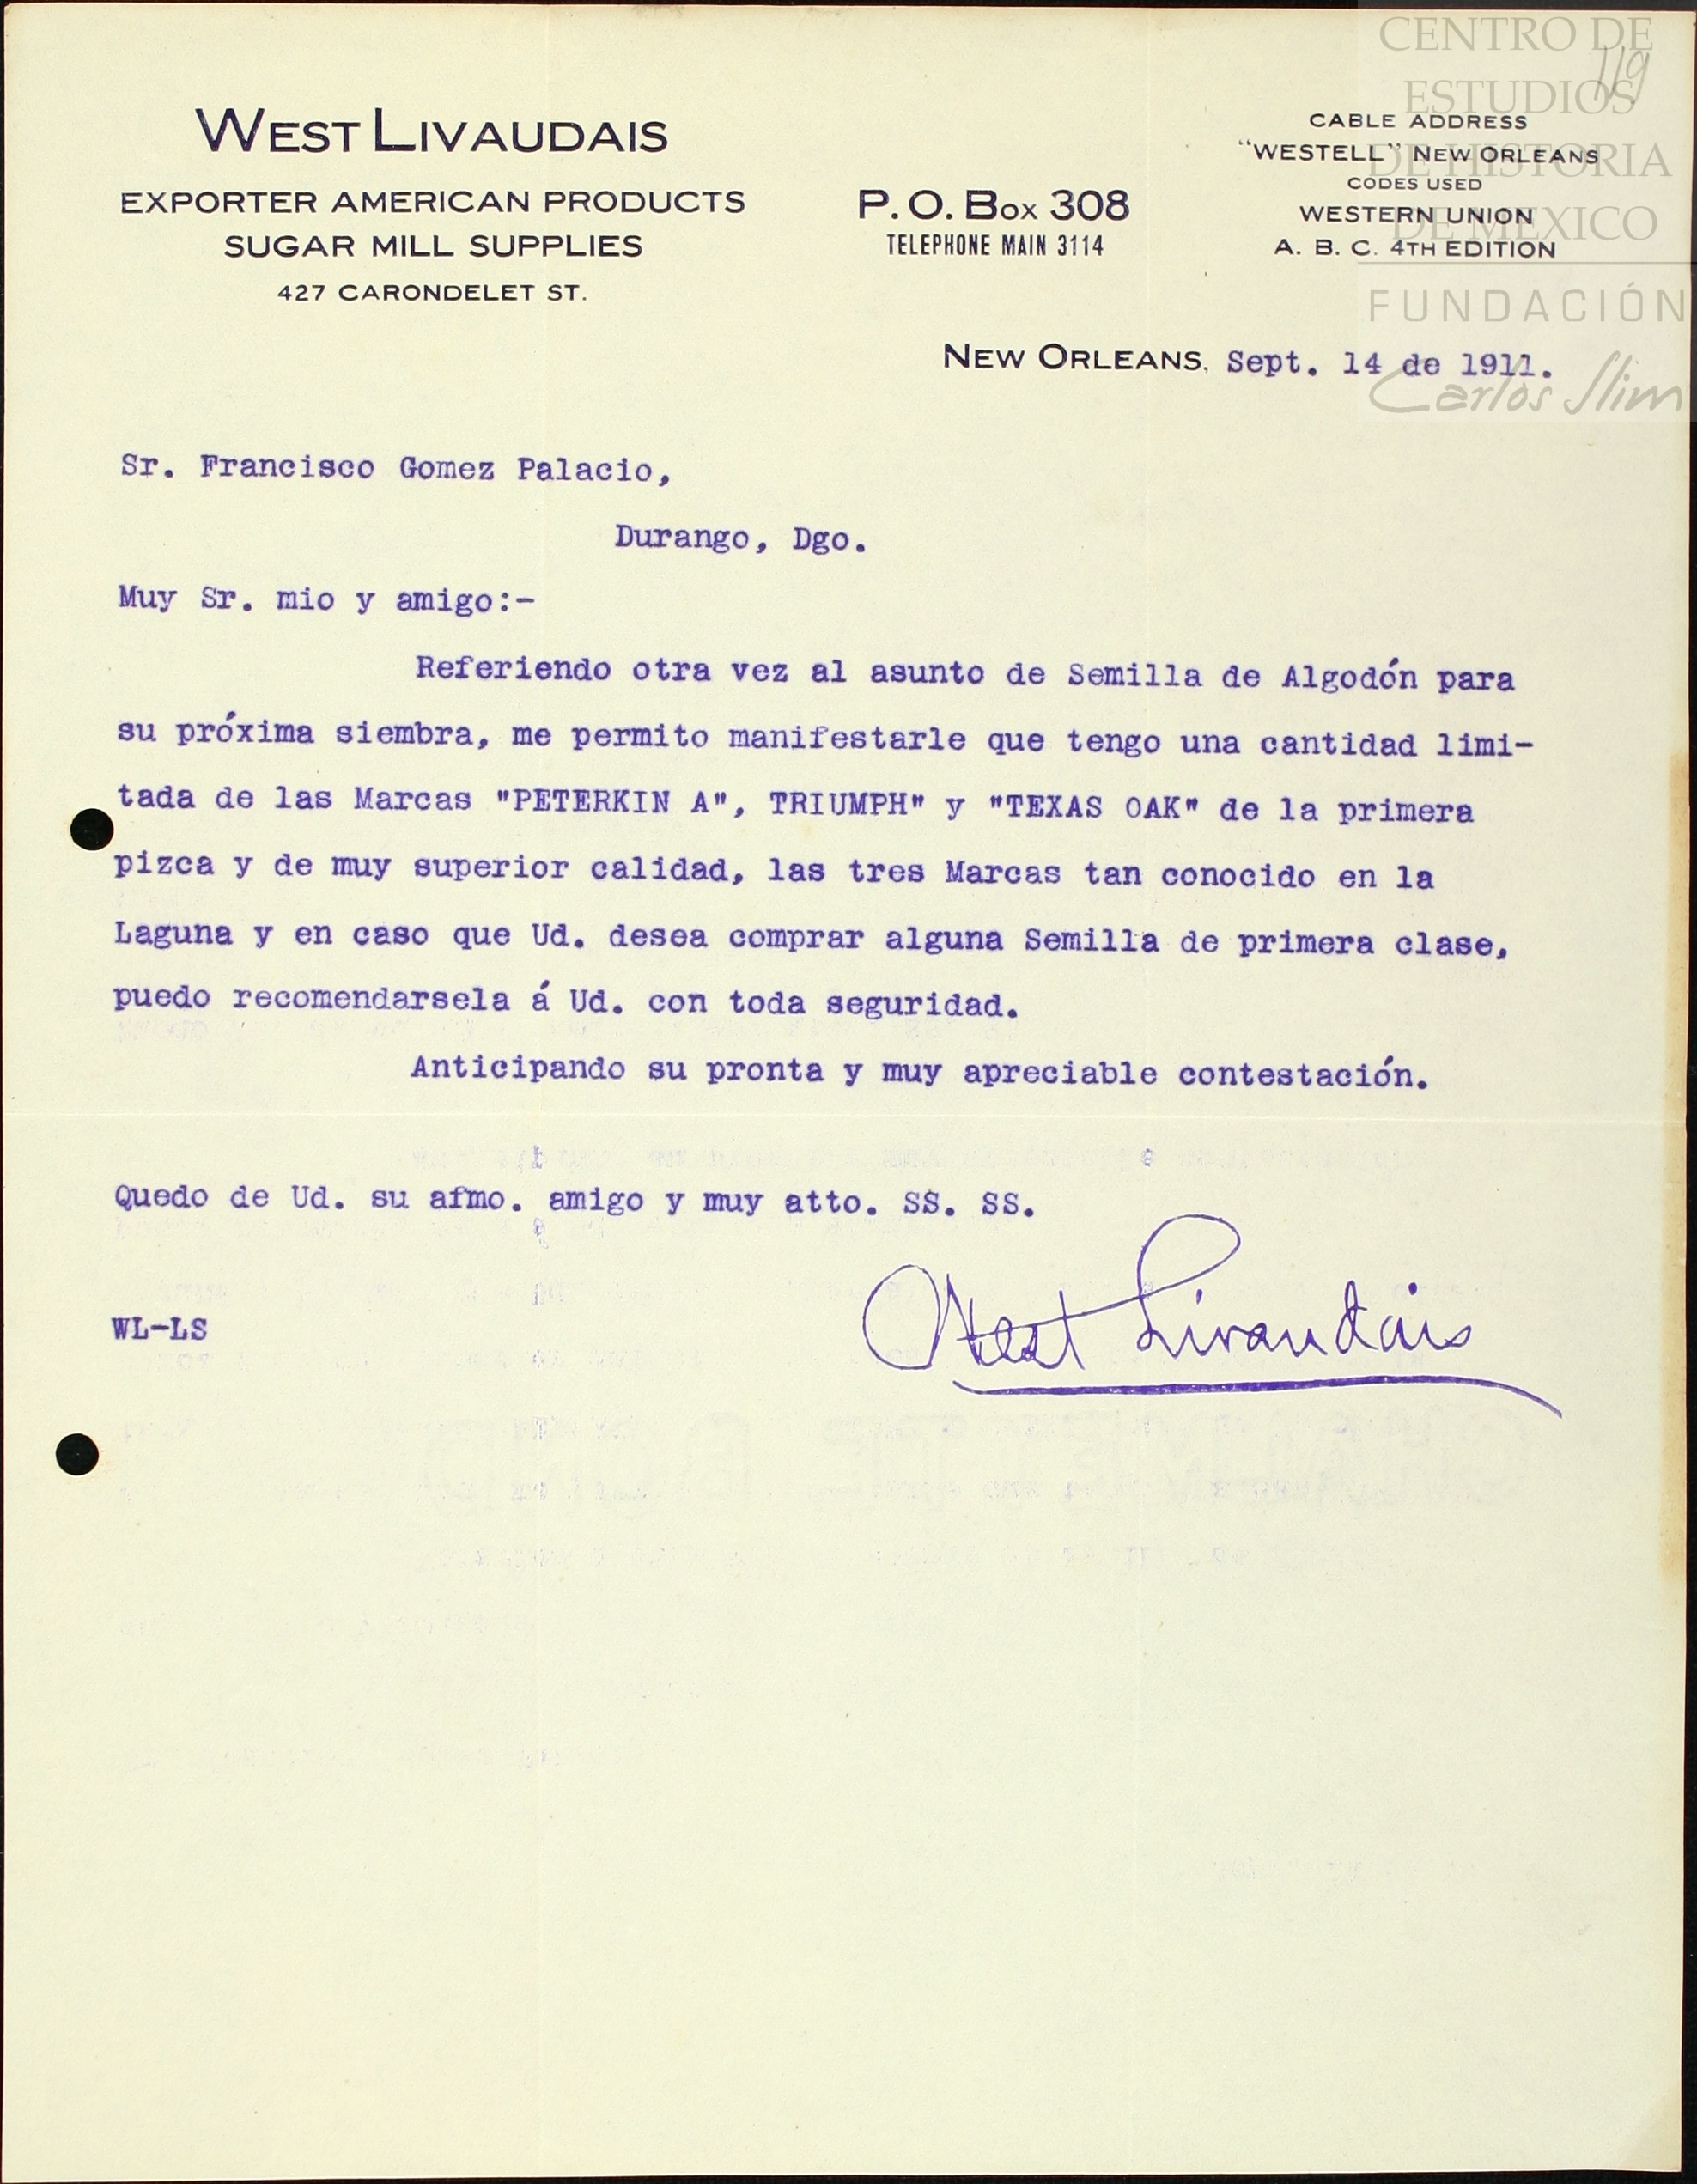 CENTRO DE
ESTUDIOS
DE HISTORIA
DE MEXICO
FUNDACIÓN
Carlos Slim
119
WEST LIVAUDAIS
EXPORTER AMERICAN PRODUCTS
SUGAR MILL SUPPLIES
427 CARONDELET ST.
P. O. Box 308
TELEPHONE MAIN 3114
CABLE ADDRESS
"WESTELL" NEW ORLEANS
CODES USED
WESTERN UNION
A. B. C. 4TH EDITION
NEW ORLEANS, Sept. 14 de 1911.
Sr. Francisco Gomez Palacio,
Durango, Dgo.
Muy Sr. mio y amigo:-
Referiendo otra vez al asunto de Semilla de Algodón para
su próxima siembra, me permito manifestarle que tengo una cantidad limi-
tada de las Marcas "PETERKIN A", TRIUMPH" y "TEXAS OAK" de la primera
pizca y de muy superior calidad, las tres Marcas tan conocido en la
Laguna y en caso que Ud. desea comprar alguna Semilla de primera clase,
puedo recomendarsela á Ud. con toda seguridad.
Anticipando su pronta y muy apreciable contestación.
Quedo de Ud. su afmo. amigo y muy atto. SS. SS.
West Livaudais
WL-LS